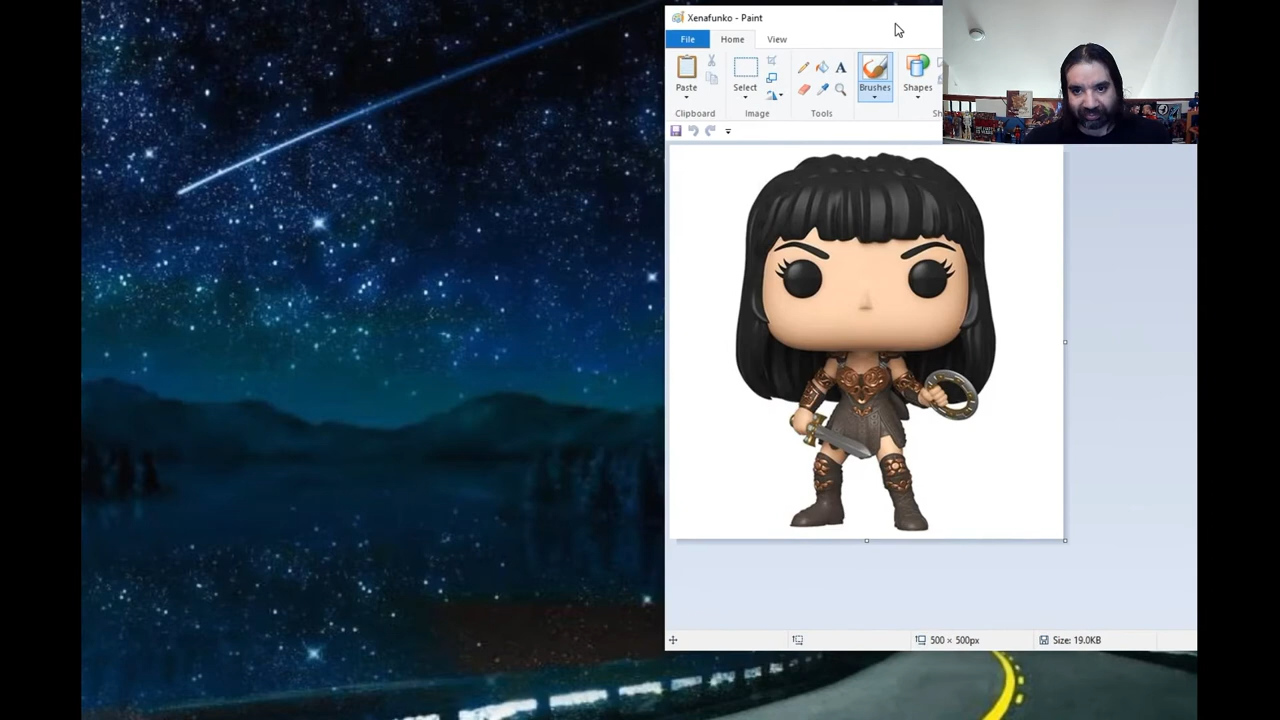 Xenafunko - Paint
File Home View
Paste Select Brushes Shapes
Clipboard Image Tools
500 × 500px Size: 19.0KB